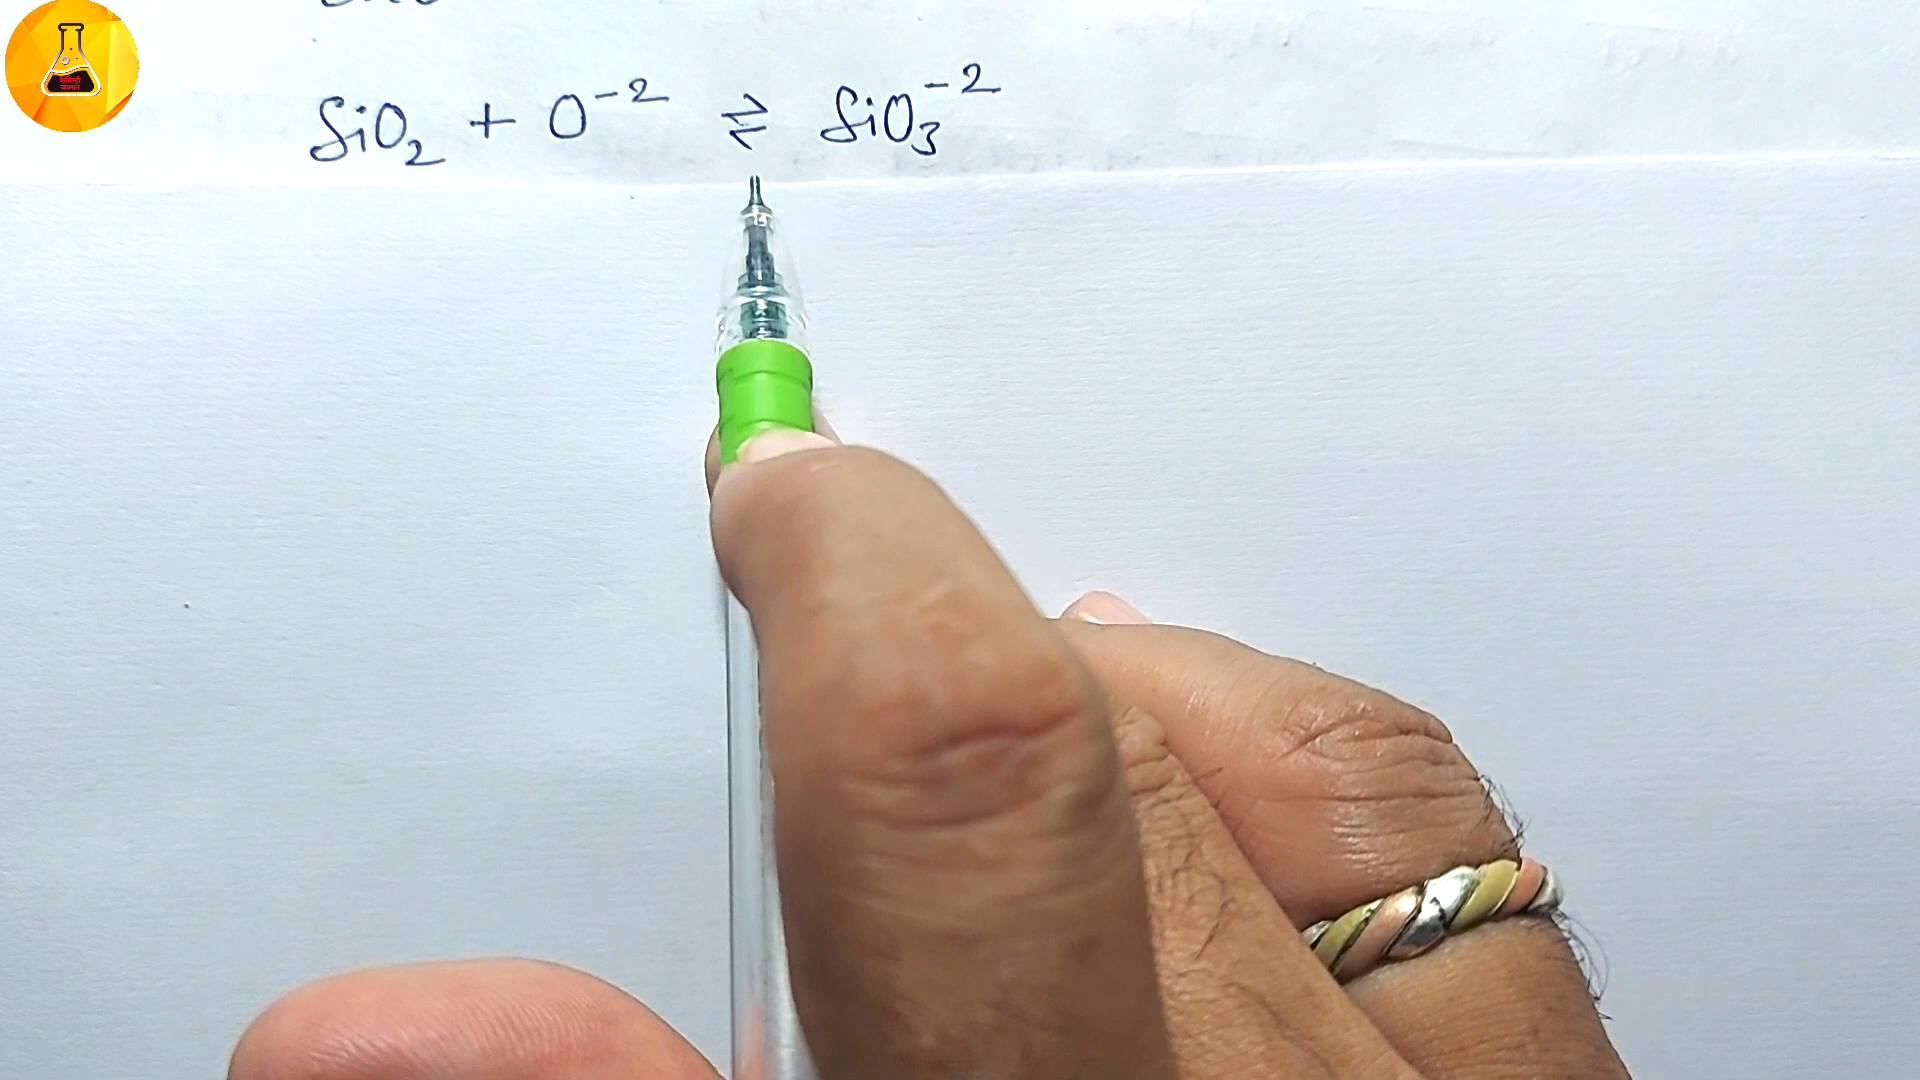 SiO₂ + O⁻² ⇌ SiO₃⁻²